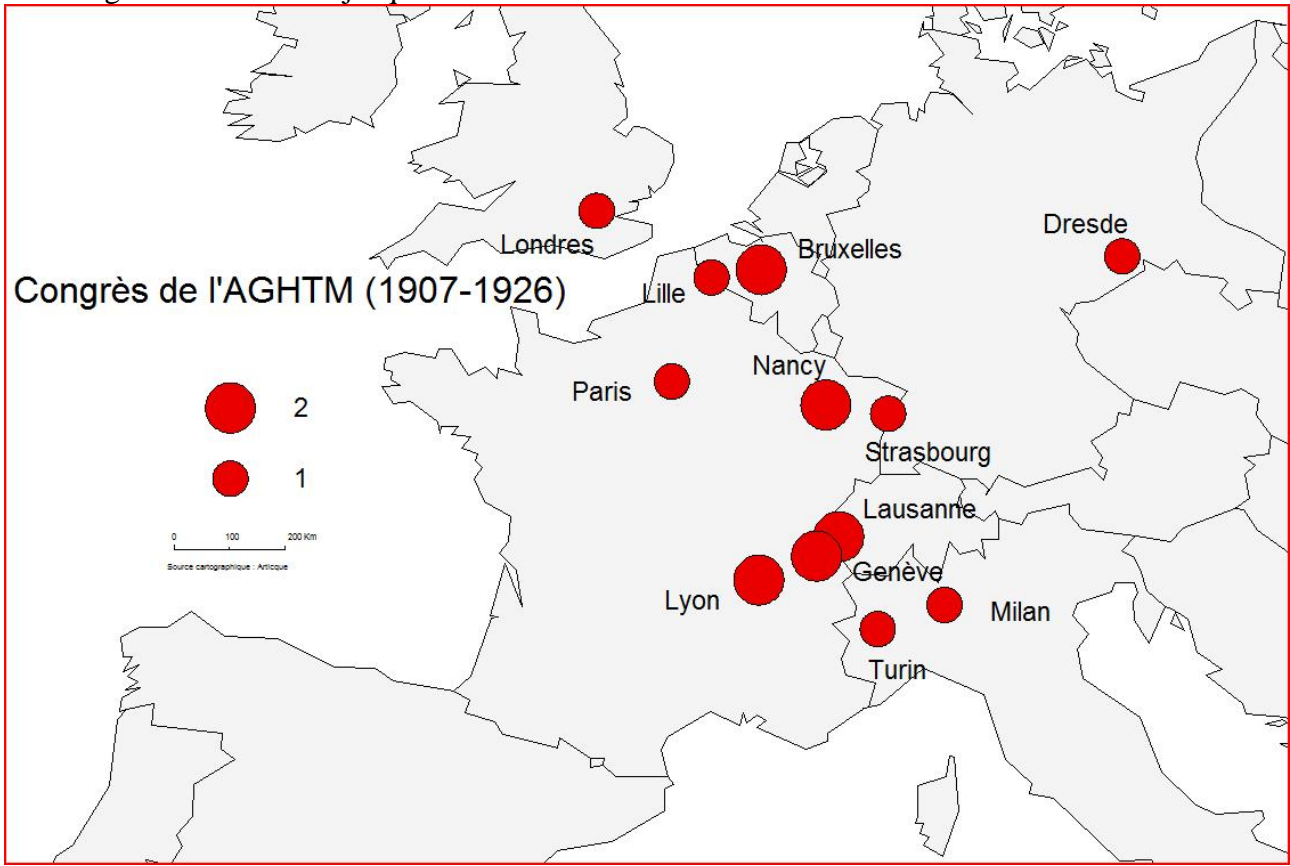 Londres
Dresde
Bruxelles
Congrès de l'AGHTM (1907-1926)
Lille
Nancy
Paris
2
Strasbourg
1
Lausanne
0 100 200 Km
Source cartographique : Articque
Genève
Lyon
Milan
Turin